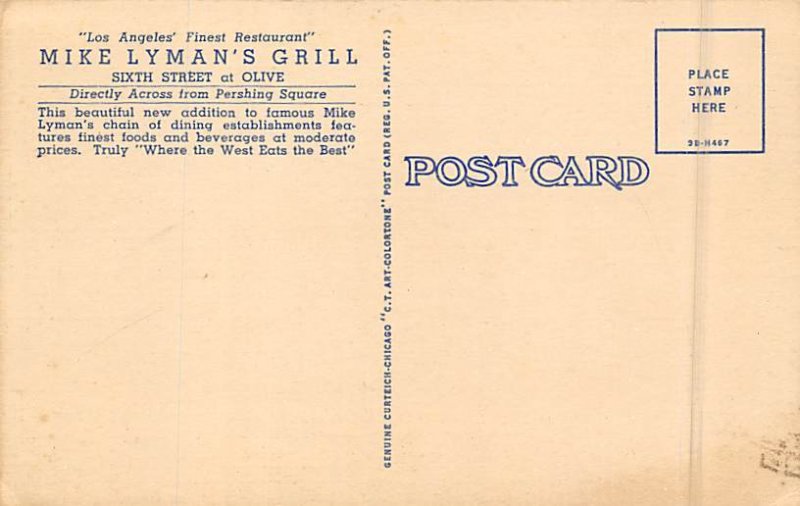 "Los Angeles' Finest Restaurant"
MIKE LYMAN'S GRILL
SIXTH STREET at OLIVE
Directly Across from Pershing Square
This beautiful new addition to famous Mike
Lyman's chain of dining establishments fea-
tures finest foods and beverages at moderate
prices. Truly "Where the West Eats the Best"
GENUINE CURTEICH-CHICAGO "C.T. ART-COLORTONE" POST CARD (REG. U.S. PAT. OFF.)
POST CARD
PLACE
STAMP
HERE
9B-H467